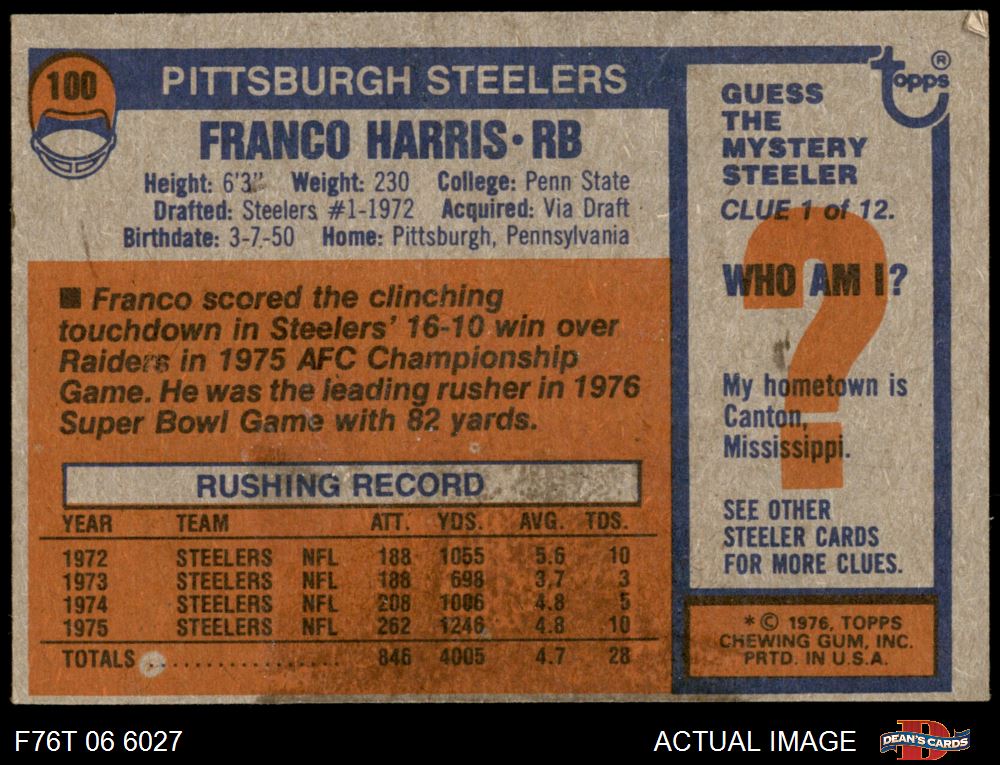 100
PITTSBURGH STEELERS
FRANCO HARRIS • RB
Height: 6'3" Weight: 230 College: Penn State
Drafted: Steelers #1-1972 Acquired: Via Draft
Birthdate: 3-7-50 Home: Pittsburgh, Pennsylvania
■ Franco scored the clinching
touchdown in Steelers' 16-10 win over
Raiders in 1975 AFC Championship
Game. He was the leading rusher in 1976
Super Bowl Game with 82 yards.
RUSHING RECORD
YEAR TEAM ATT. YDS. AVG. TDS.
1972 STEELERS NFL 188 1055 5.6 10
1973 STEELERS NFL 188 698 3.7 3
1974 STEELERS NFL 208 1006 4.8 5
1975 STEELERS NFL 262 1246 4.8 10
TOTALS .................. 846 4005 4.7 28
Topps ®
GUESS
THE
MYSTERY
STEELER
CLUE 1 of 12.
?
WHO AM I?
My hometown is
Canton,
Mississippi.
SEE OTHER
STEELER CARDS
FOR MORE CLUES.
* © 1976, TOPPS
CHEWING GUM, INC.
PRTD. IN U.S.A.
F76T 06 6027
ACTUAL IMAGE
D
DEAN'S CARDS